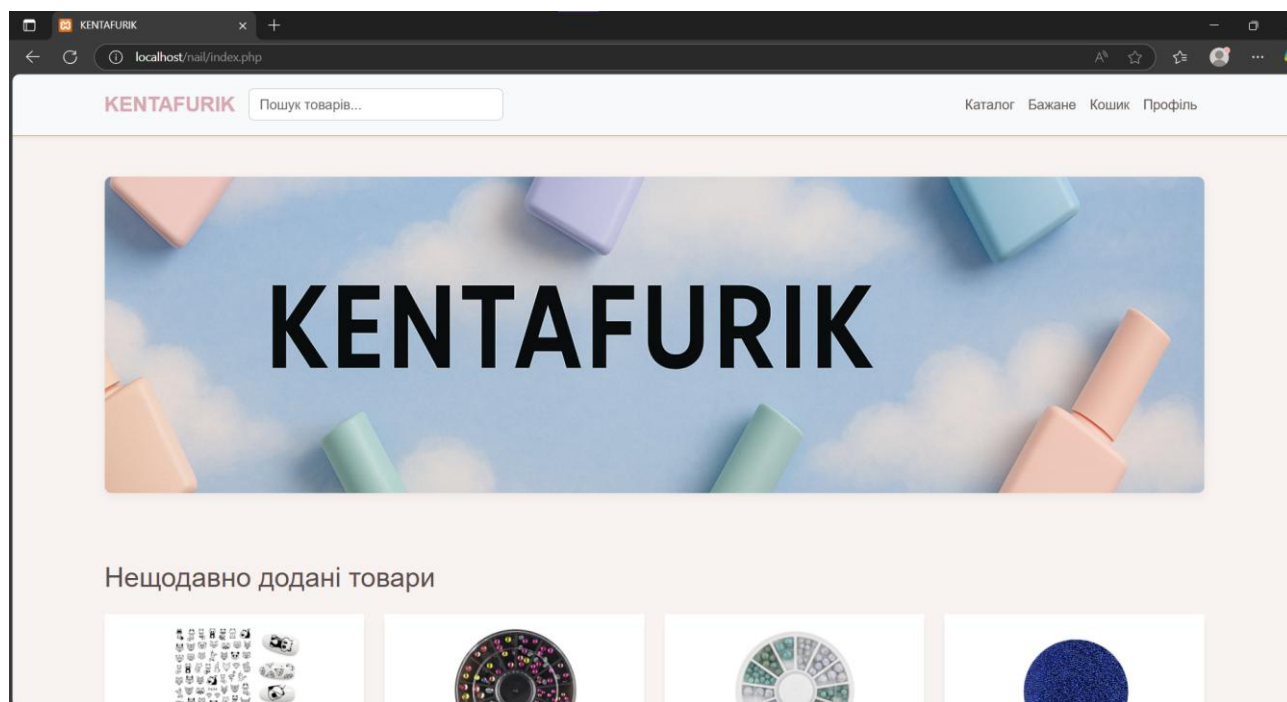 KENTAFURIK
localhost/nail/index.php
KENTAFURIK
Пошук товарів...
Каталог Бажане Кошик Профіль
KENTAFURIK
Нещодавно додані товари